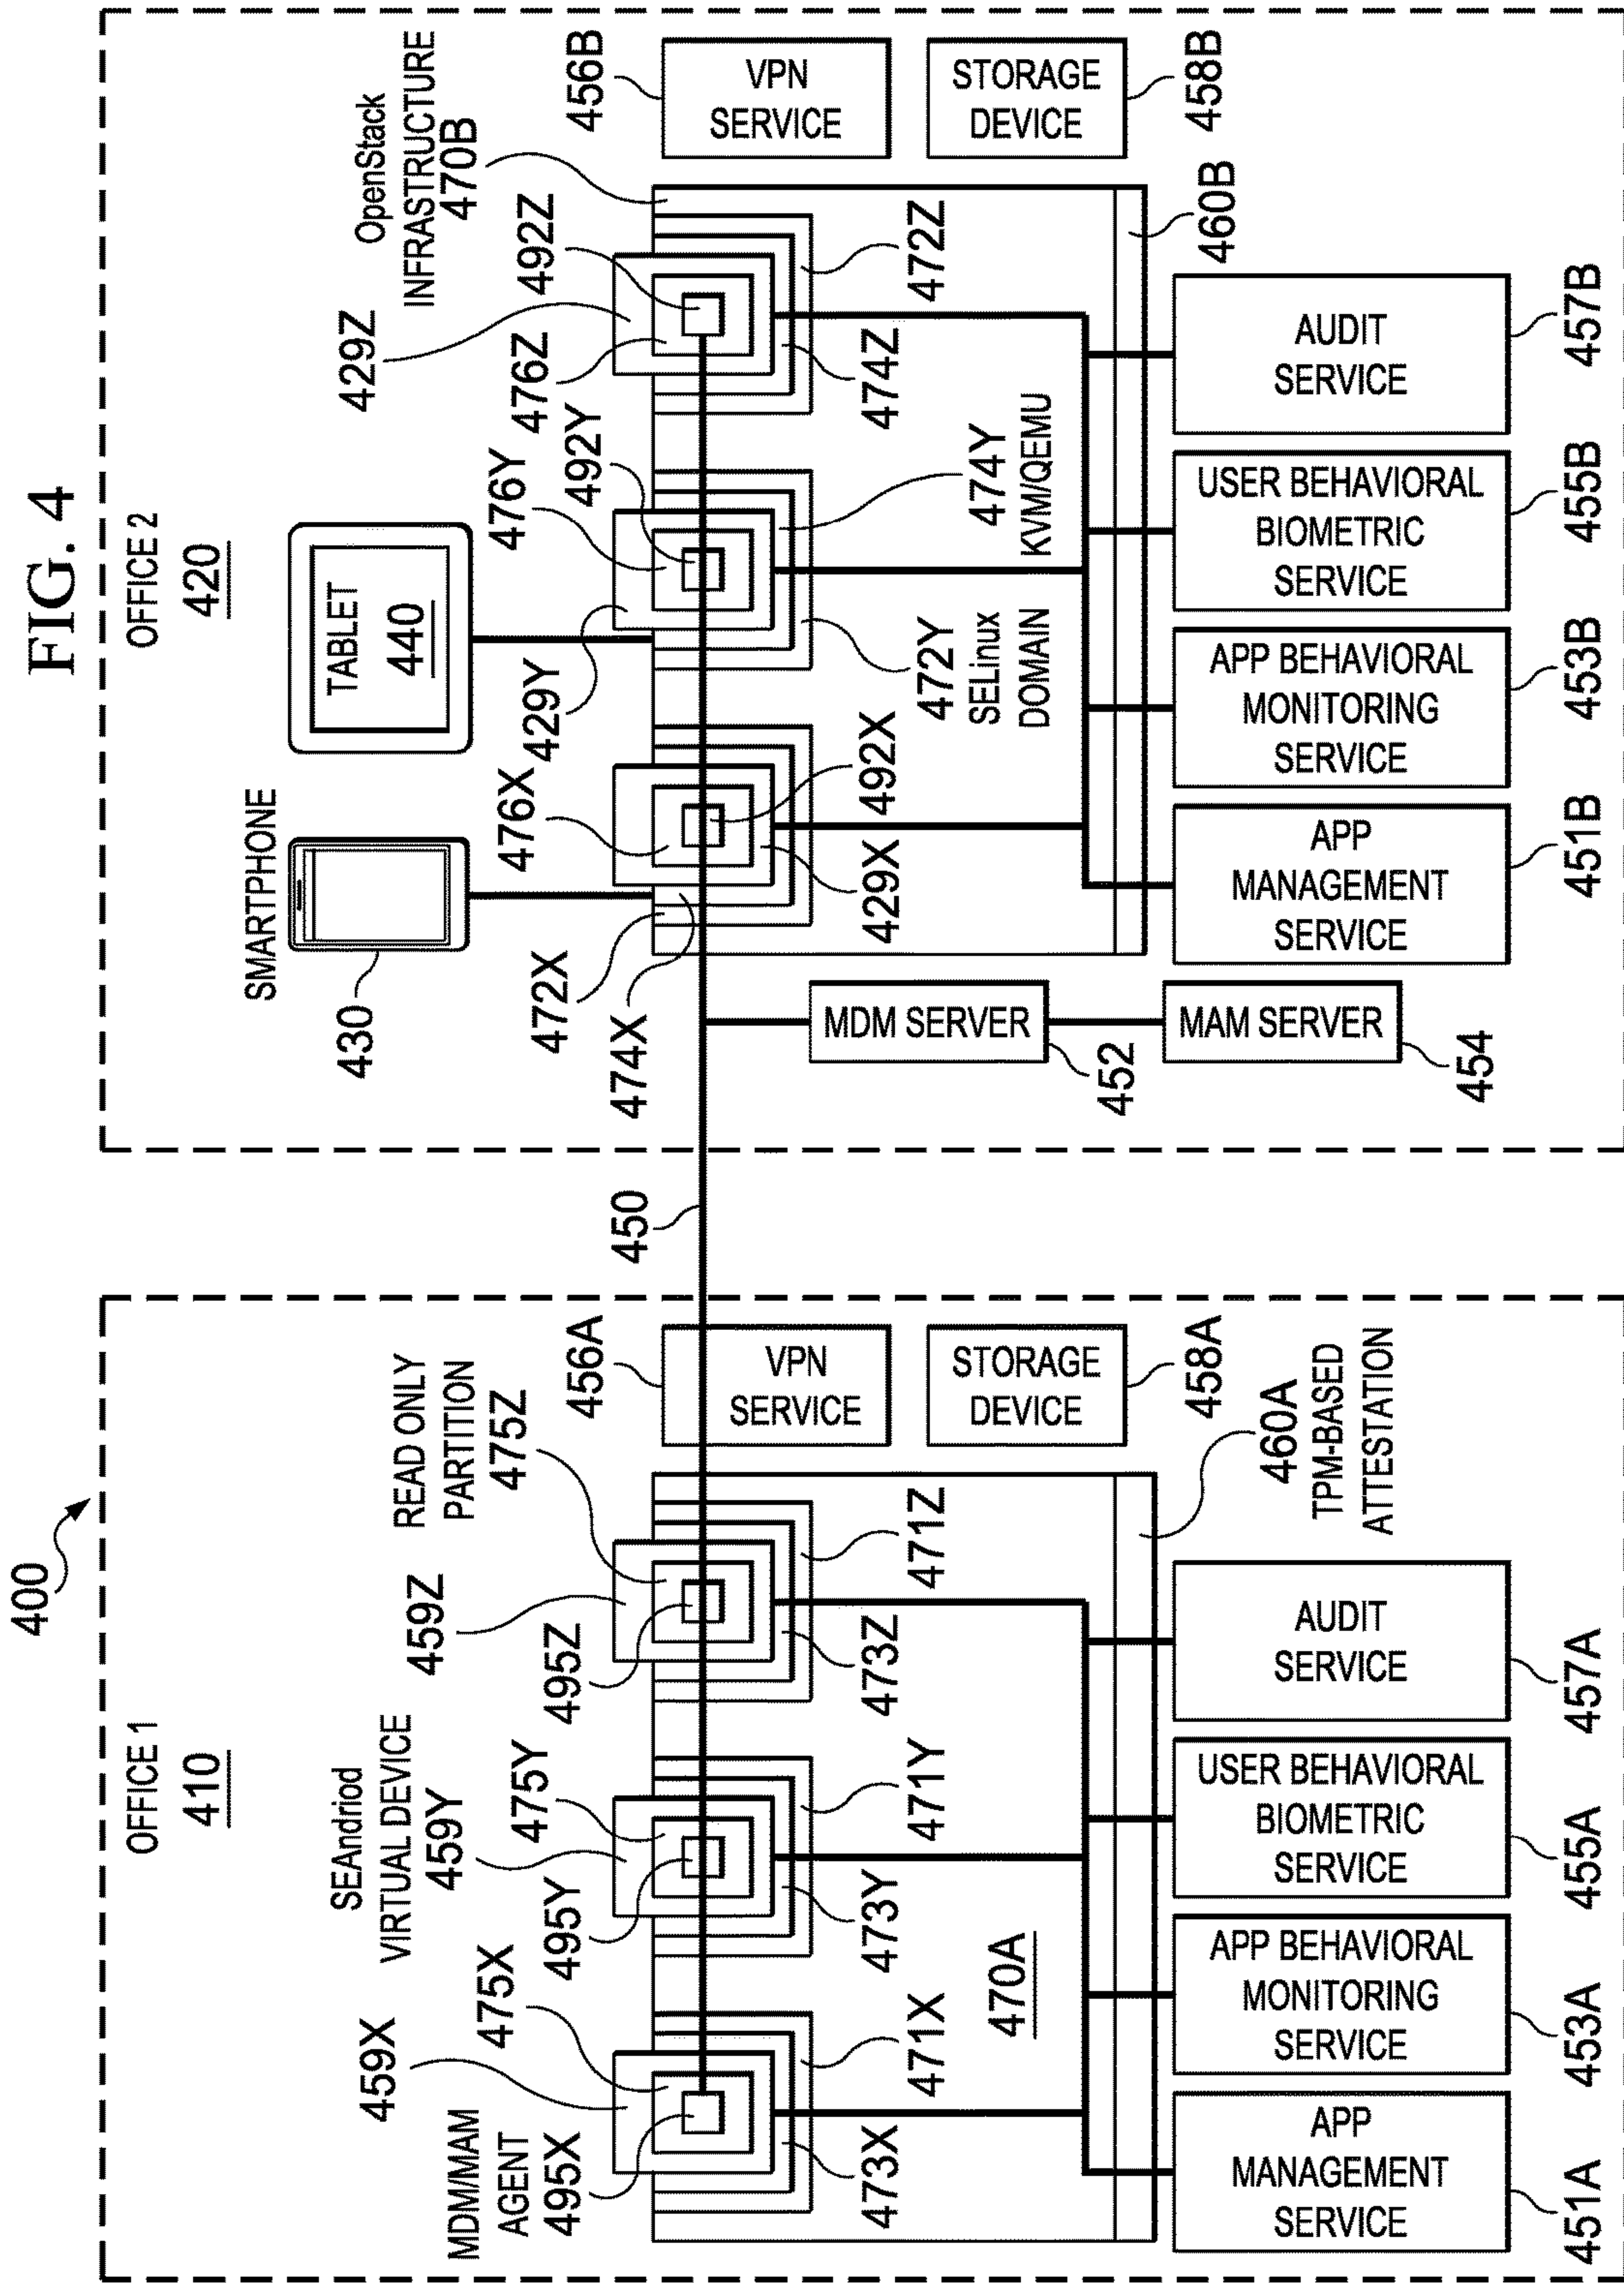 FIG. 4
400
OFFICE 1
410
SEAndriod
VIRTUAL DEVICE
459Y
459X
MDM/MAM
AGENT
495X
475X
495Y
475Y
459Z
495Z
READ ONLY
PARTITION
475Z
456A
VPN
SERVICE
STORAGE
DEVICE
458A
473X
471X
473Y
471Y
473Z
471Z
470A
460A
TPM-BASED
ATTESTATION
APP
MANAGEMENT
SERVICE
451A
APP BEHAVIORAL
MONITORING
SERVICE
453A
USER BEHAVIORAL
BIOMETRIC
SERVICE
455A
AUDIT
SERVICE
457A
450
OFFICE 2
420
SMARTPHONE
430
TABLET
440
OpenStack
INFRASTRUCTURE
470B
472X
474X
476X
429Y
476Y
492Y
429Z
476Z
492Z
456B
VPN
SERVICE
STORAGE
DEVICE
458B
429X
492X
472Y
SELinux
DOMAIN
474Y
KVM/QEMU
474Z
472Z
460B
MDM SERVER
452
MAM SERVER
454
APP
MANAGEMENT
SERVICE
451B
APP BEHAVIORAL
MONITORING
SERVICE
453B
USER BEHAVIORAL
BIOMETRIC
SERVICE
455B
AUDIT
SERVICE
457B